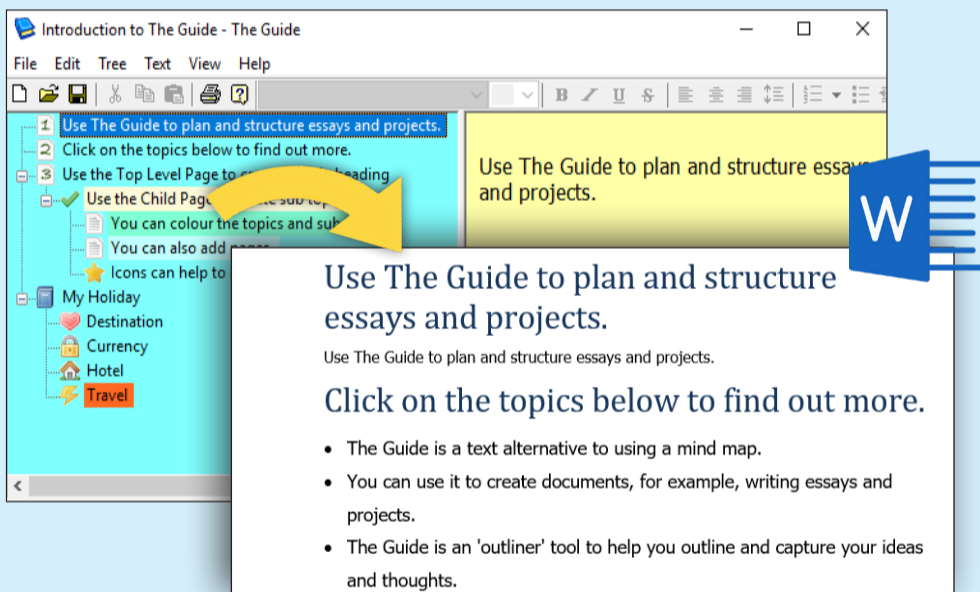 Introduction to The Guide - The Guide
File Edit Tree Text View Help
B I U S
1 Use The Guide to plan and structure essays and projects.
2 Click on the topics below to find out more.
3 Use the Top Level Page to eading
Use the Child Pag sub top
You can colour the topics and sub
You can also add pages
Icons can help to
My Holiday
Destination
Currency
Hotel
Travel
Use The Guide to plan and structure essays
and projects.
W
Use The Guide to plan and structure
essays and projects.
Use The Guide to plan and structure essays and projects.
Click on the topics below to find out more.
• The Guide is a text alternative to using a mind map.
• You can use it to create documents, for example, writing essays and
projects.
• The Guide is an 'outliner' tool to help you outline and capture your ideas
and thoughts.